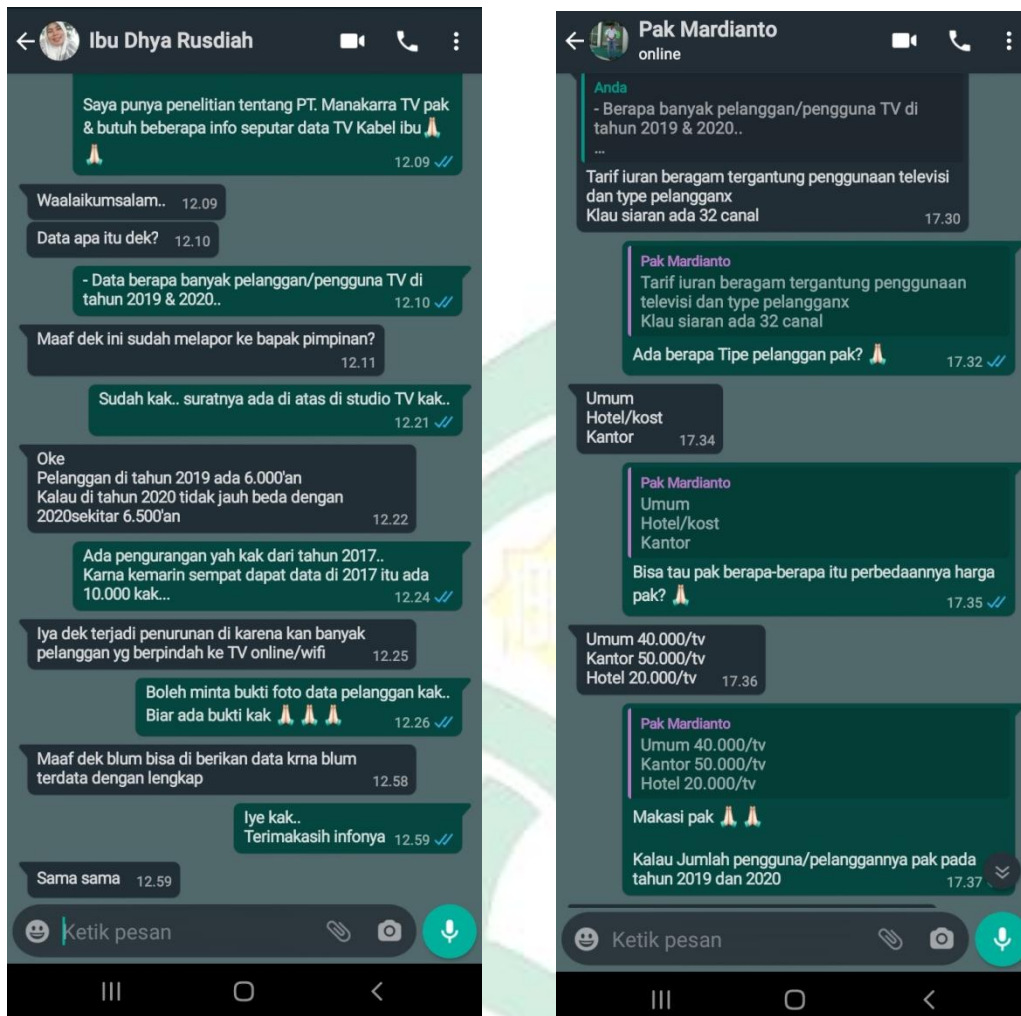 Ibu Dhya Rusdiah
Saya punya penelitian tentang PT. Manakarra TV pak
& butuh beberapa info seputar data TV Kabel ibu 🙏🏻
🙏🏻
12.09
Waalaikumsalam.. 12.09
Data apa itu dek? 12.10
- Data berapa banyak pelanggan/pengguna TV di
tahun 2019 & 2020.. 12.10
Maaf dek ini sudah melapor ke bapak pimpinan?
12.11
Sudah kak.. suratnya ada di atas di studio TV kak..
12.21
Oke
Pelanggan di tahun 2019 ada 6.000'an
Kalau di tahun 2020 tidak jauh beda dengan
2020sekitar 6.500'an 12.22
Ada pengurangan yah kak dari tahun 2017..
Karna kemarin sempat dapat data di 2017 itu ada
10.000 kak... 12.24
Iya dek terjadi penurunan di karena kan banyak
pelanggan yg berpindah ke TV online/wifi 12.25
Boleh minta bukti foto data pelanggan kak..
Biar ada bukti kak 🙏🏻 🙏🏻 🙏🏻 12.26
Maaf dek blum bisa di berikan data krna blum
terdata dengan lengkap 12.58
Iye kak..
Terimakasih infonya 12.59
Sama sama 12.59
Ketik pesan
Pak Mardianto
online
Anda
- Berapa banyak pelanggan/pengguna TV di
tahun 2019 & 2020..
...
Tarif iuran beragam tergantung penggunaan televisi
dan type pelangganx
Klau siaran ada 32 canal 17.30
Pak Mardianto
Tarif iuran beragam tergantung penggunaan
televisi dan type pelangganx
Klau siaran ada 32 canal
Ada berapa Tipe pelanggan pak? 🙏🏻 17.32
Umum
Hotel/kost
Kantor 17.34
Pak Mardianto
Umum
Hotel/kost
Kantor
Bisa tau pak berapa-berapa itu perbedaannya harga
pak? 🙏🏻 17.35
Umum 40.000/tv
Kantor 50.000/tv
Hotel 20.000/tv 17.36
Pak Mardianto
Umum 40.000/tv
Kantor 50.000/tv
Hotel 20.000/tv
Makasi pak 🙏🏻 🙏🏻
Kalau Jumlah pengguna/pelanggannya pak pada
tahun 2019 dan 2020 17.37
Ketik pesan